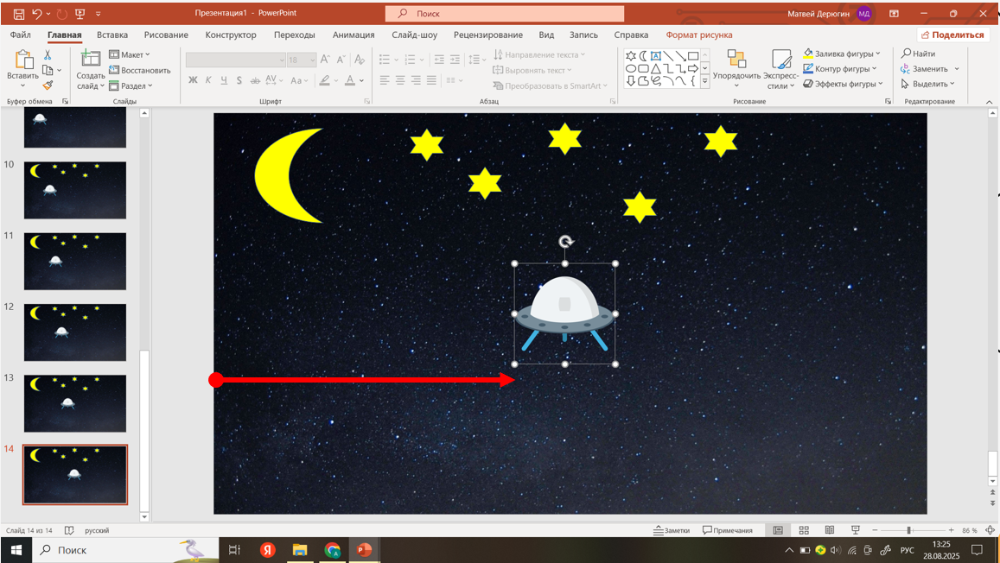 Презентация1 - PowerPoint
Поиск
Матвей Дерюгин МД
Файл Главная Вставка Рисование Конструктор Переходы Анимация Слайд-шоу Рецензирование Вид Запись Справка Формат рисунка Поделиться
Вставить
Создать слайд
Макет
Восстановить
Раздел
18
Ж К Ч S ab AV Aa A
Направление текста
Выровнять текст
Преобразовать в SmartArt
Упорядочить
Экспресс-стили
Заливка фигуры
Контур фигуры
Эффекты фигуры
Найти
Заменить
Выделить
Буфер обмена Слайды Шрифт Абзац Рисование Редактирование
10
11
12
13
14
Слайд 14 из 14 русский Заметки Примечания 86 %
Поиск
РУС
13:25
28.08.2025